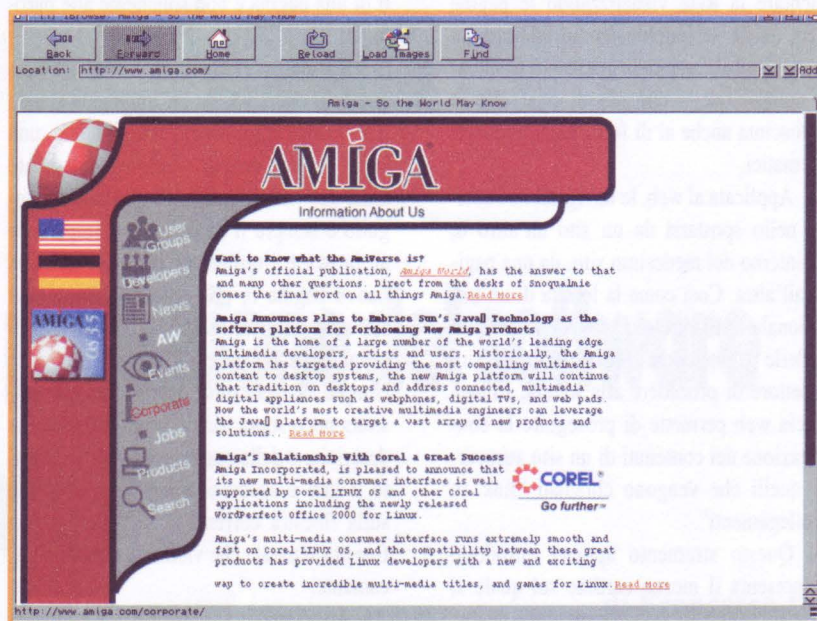 IBrowse: Amiga - So the World May Know
Back
Forward
Home
Reload
Load Images
Find
Location: http://www.amiga.com/
Add
Amiga - So the World May Know
AMIGA®
Information About Us
User Groups
Developers
News
AW
Events
Corporate
Jobs
Products
Search
AMIGA
OS 3.5
Want to Know what the AmiVerse is?
Amiga's official publication, Amiga World, has the answer to that
and many other questions. Direct from the desks of Snoqualmie
- the final word on all things Amiga. Read More
Amiga Announces Plans to Embrace Sun's Java▯ Technology as the
software platform for forthcoming New Amiga products
Amiga is the home of a large number of the world's leading edge
multimedia developers, artists and users. Historically, the Amiga
platform has targeted providing the most compelling multimedia
content to desktop systems, the new Amiga platform will continue
that tradition on desktops and address connected, multimedia
digital appliances such as webphones, digital TVs, and web pads.
Now the world's most creative multimedia engineers can leverage
the Java▯ platform to target a vast array of new products and
solutions.. Read More
Amiga's Relationship With Corel a Great Success
Amiga Incorporated, is pleased to announce that
its new multi-media consumer interface is well
supported by Corel LINUX OS and other Corel
applications including the newly released
WordPerfect Office 2000 for Linux.
COREL®
Go further™
Amiga's multi-media consumer interface runs extremely smooth and
fast on Corel LINUX OS, and the compatibility between these great
products has provided Linux developers with a new and exciting
way to create incredible multi-media titles, and games for Linux. Read More
http://www.amiga.com/corporate/